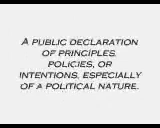 A PUBLIC DECLARATION
OF PRINCIPLES,
POLICIES, OR
INTENTIONS, ESPECIALLY
OF A POLITICAL NATURE.